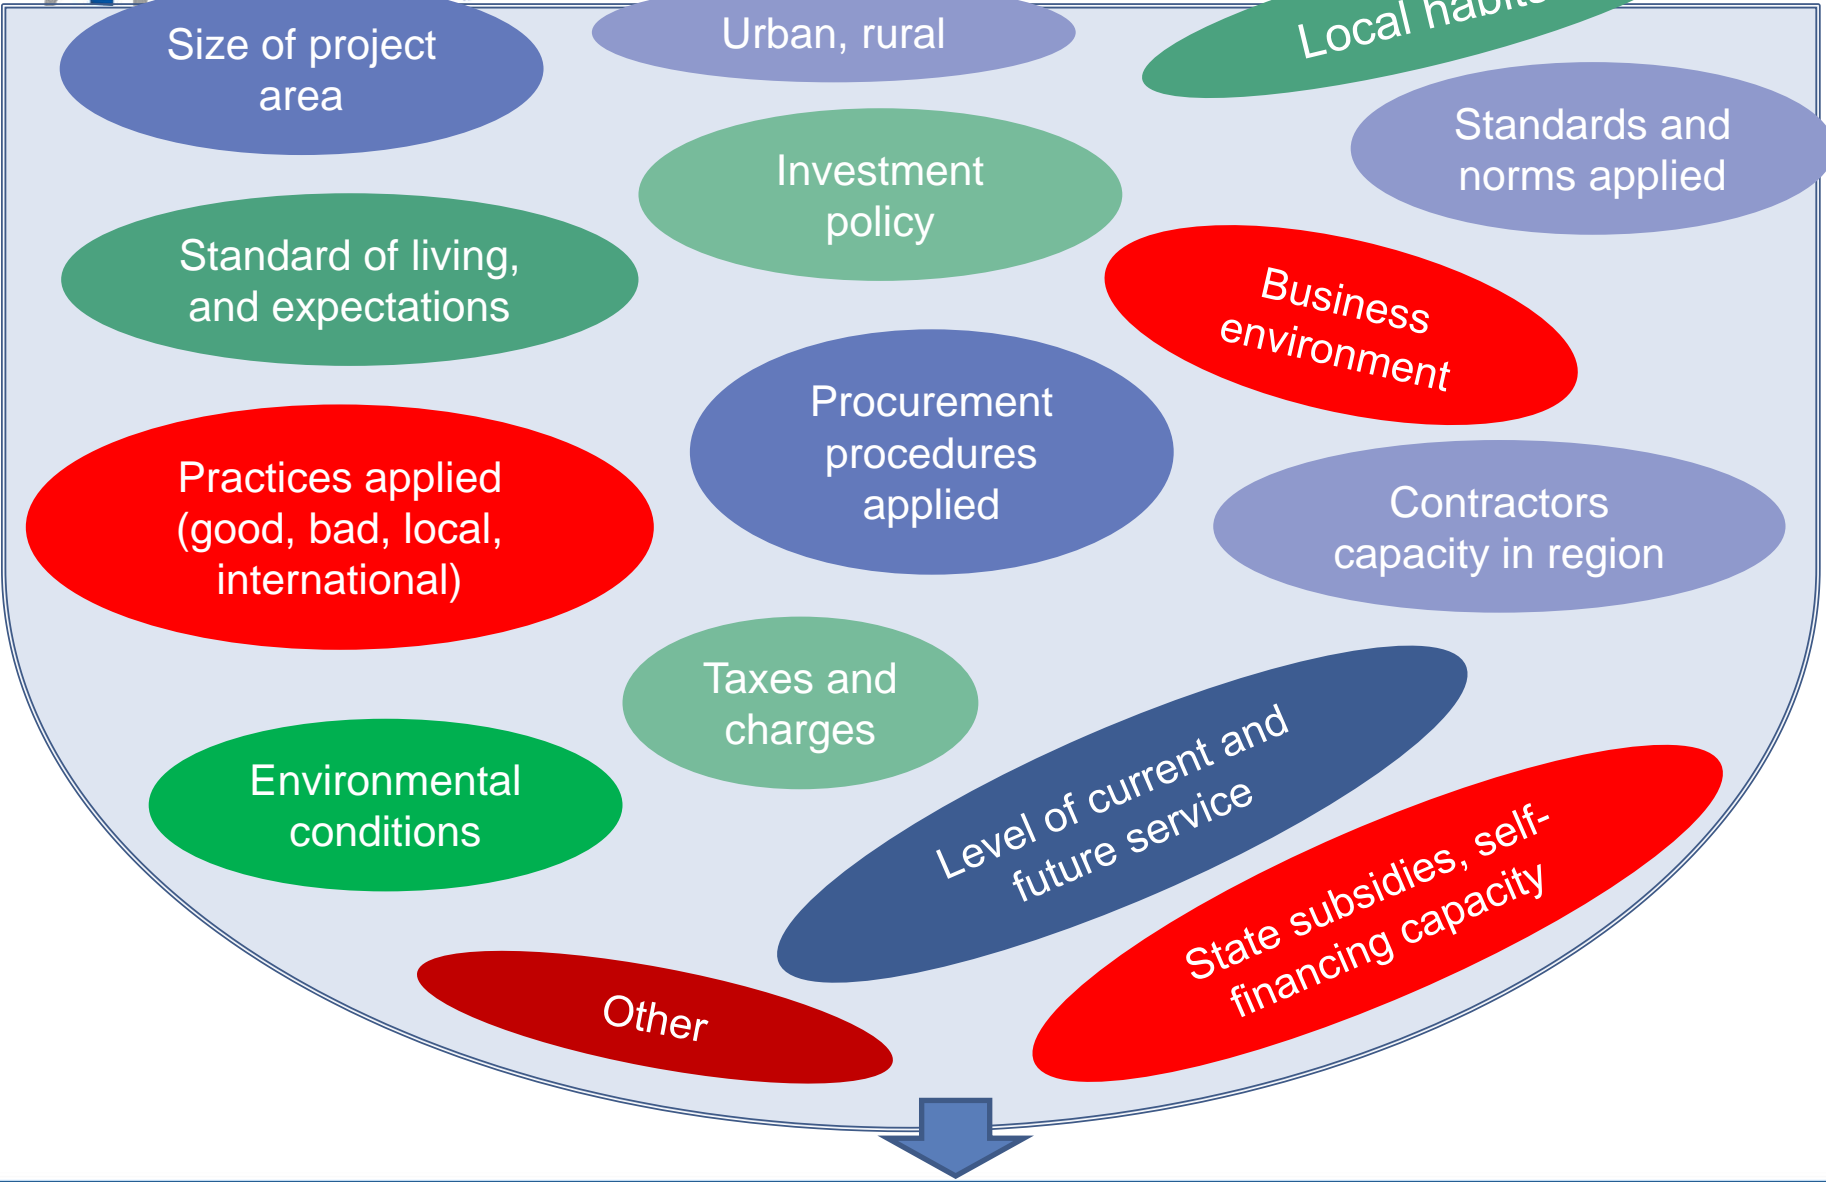 Size of project
area
Urban, rural
Local habits
Standards and
norms applied
Investment
policy
Standard of living,
and expectations
Business
environment
Procurement
procedures
applied
Practices applied
(good, bad, local,
international)
Contractors
capacity in region
Taxes and
charges
Environmental
conditions
Level of current and
future service
State subsidies, self-
financing capacity
Other